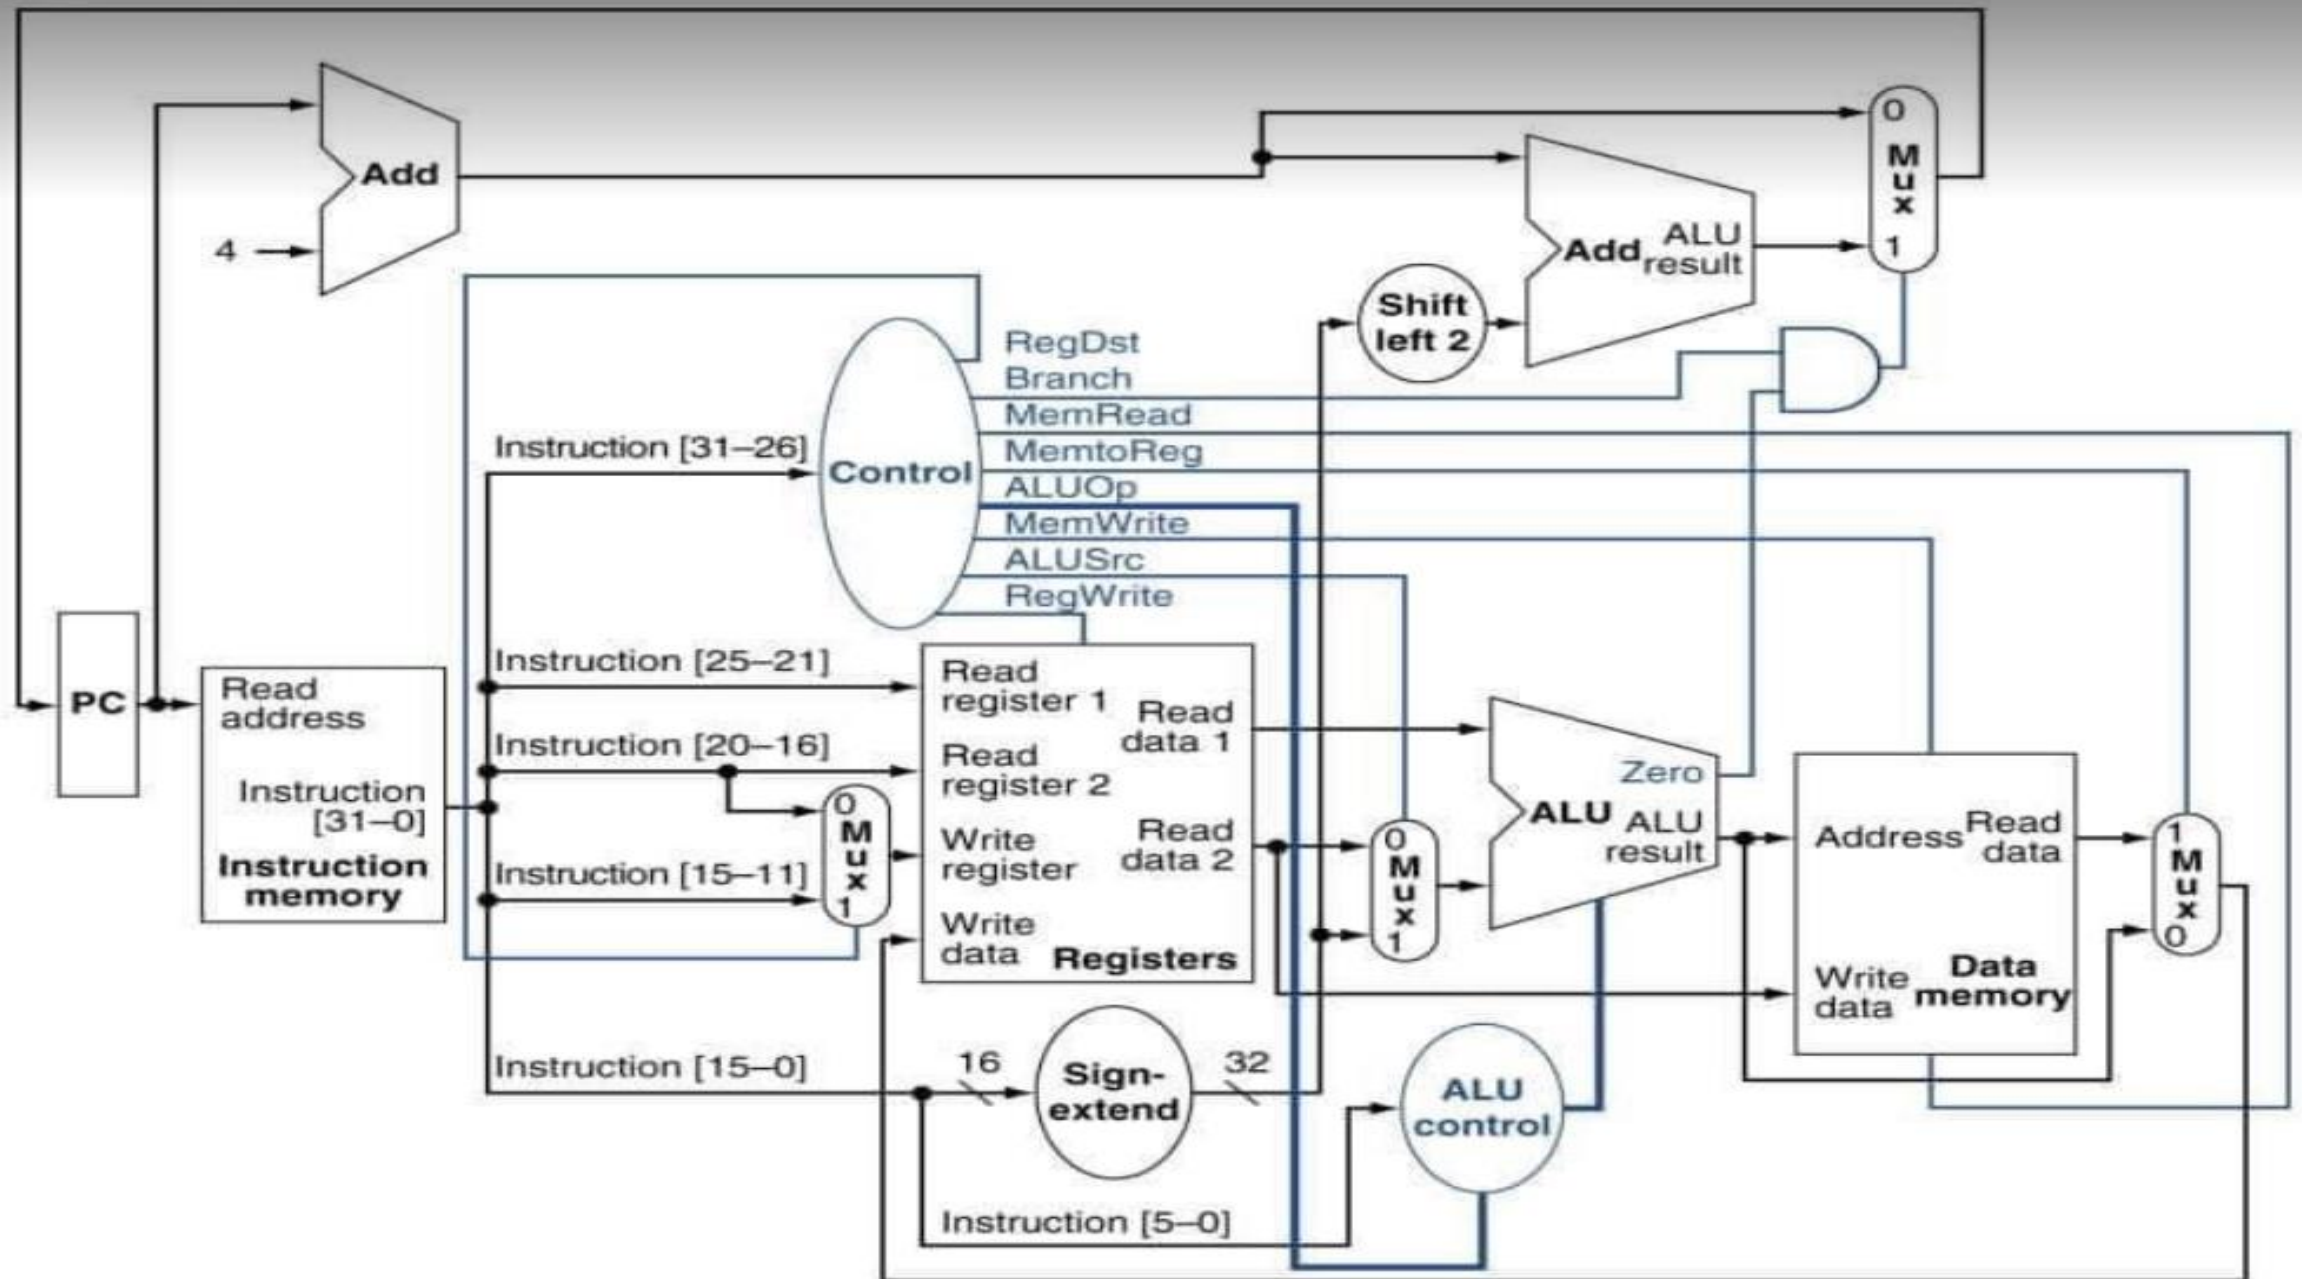 Add
4
0
M
u
x
1
Add
ALU
result
Shift
left 2
RegDst
Branch
MemRead
MemtoReg
ALUOp
MemWrite
ALUSrc
RegWrite
Control
Instruction [31–26]
Instruction [25–21]
Instruction [20–16]
Instruction [15–11]
Instruction [15–0]
Instruction [5–0]
PC
Read
address
Instruction
[31–0]
Instruction
memory
0
M
u
x
1
Read
register 1
Read
register 2
Write
register
Write
data
Read
data 1
Read
data 2
Registers
16
Sign-
extend
32
0
M
u
x
1
Zero
ALU
ALU
result
ALU
control
Address
Read
data
Write
data
Data
memory
1
M
u
x
0